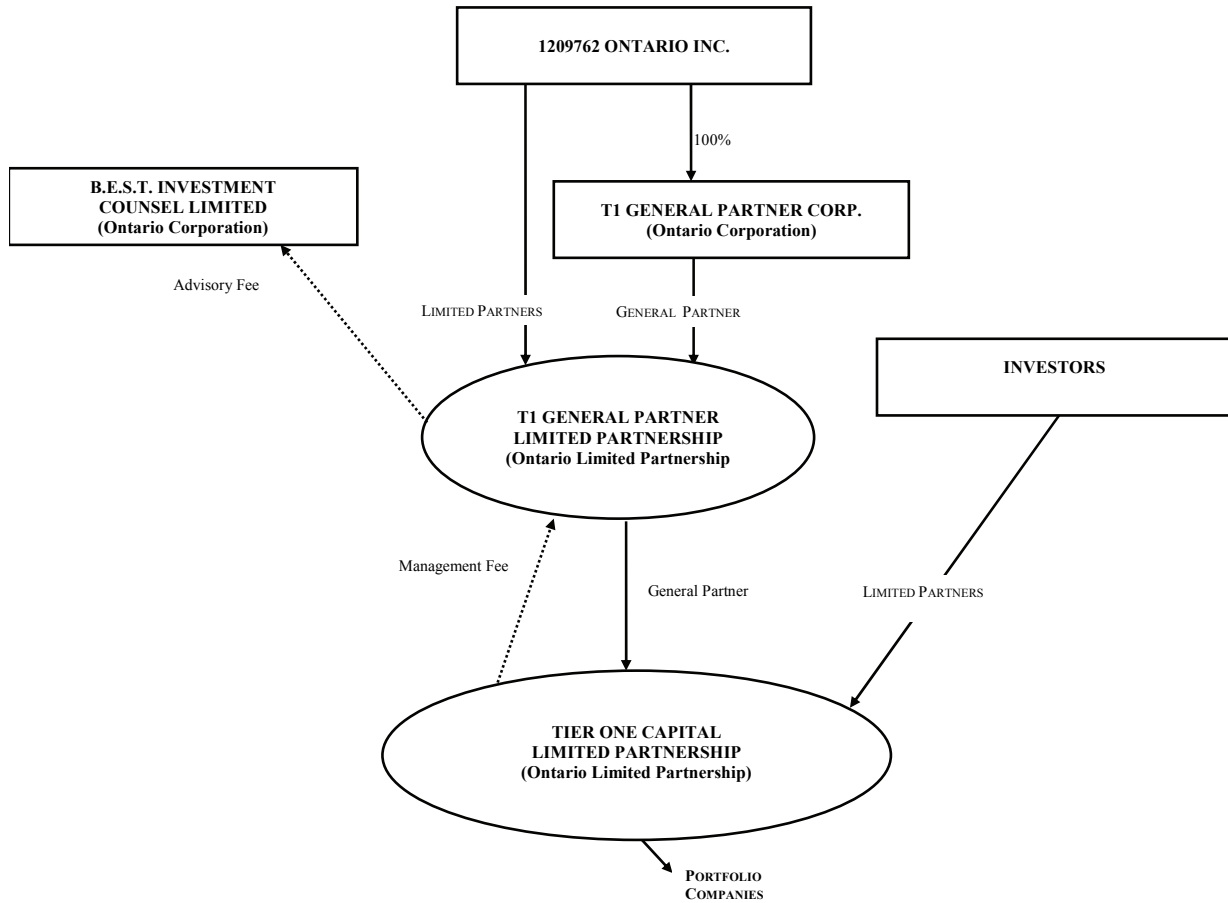 1209762 ONTARIO INC.
100%
B.E.S.T. INVESTMENT
COUNSEL LIMITED
(Ontario Corporation)
T1 GENERAL PARTNER CORP.
(Ontario Corporation)
Advisory Fee
LIMITED PARTNERS
GENERAL PARTNER
INVESTORS
T1 GENERAL PARTNER
LIMITED PARTNERSHIP
(Ontario Limited Partnership
Management Fee
General Partner
LIMITED PARTNERS
TIER ONE CAPITAL
LIMITED PARTNERSHIP
(Ontario Limited Partnership)
PORTFOLIO
COMPANIES